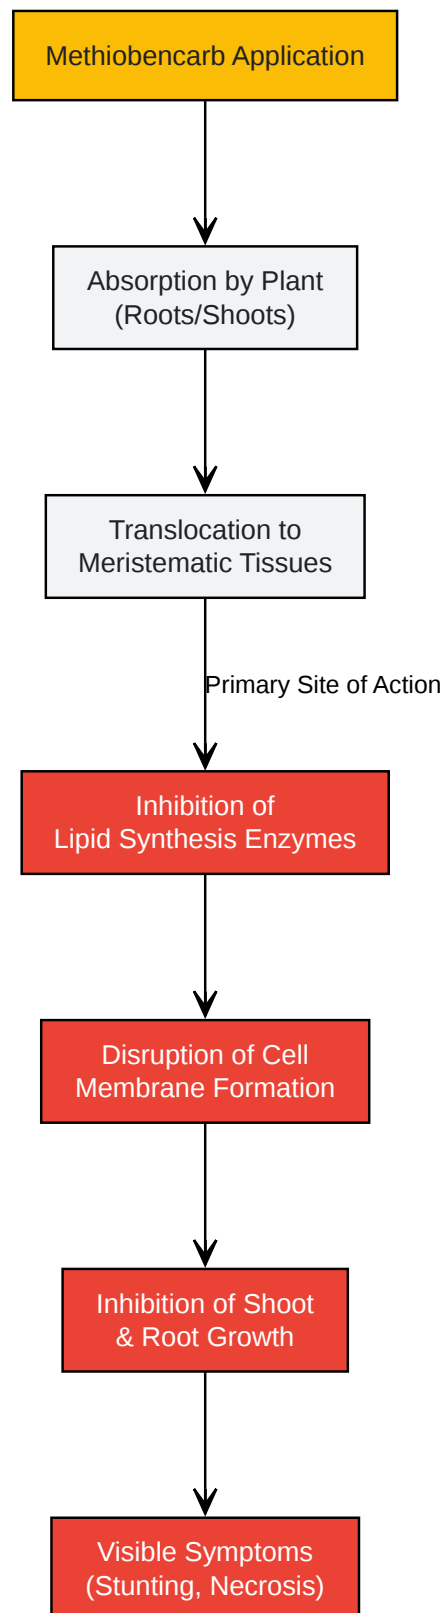 Methiobencarb Application
Absorption by Plant
(Roots/Shoots)
Translocation to
Meristematic Tissues
Primary Site of Action
Inhibition of
Lipid Synthesis Enzymes
Disruption of Cell
Membrane Formation
Inhibition of Shoot
& Root Growth
Visible Symptoms
(Stunting, Necrosis)